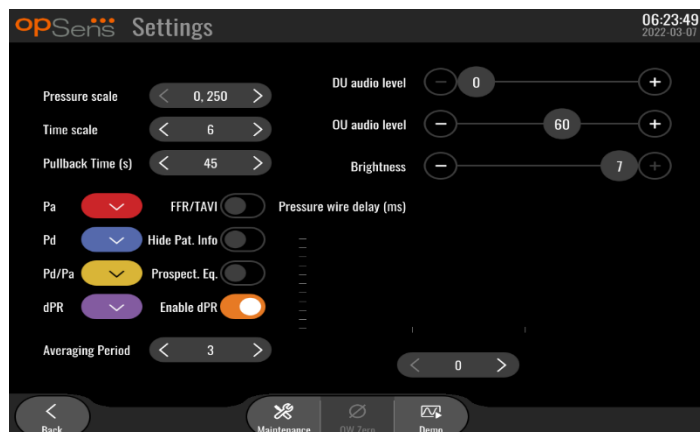 opSens Settings
06:23:49
2022-03-07
Pressure scale 0, 250
Time scale 6
Pullback Time (s) 45
DU audio level 0
OU audio level 60
Brightness 7
Pa
Pd
Pd/Pa
dPR
FFR/TAVI
Hide Pat. Info
Prospect. Eq.
Enable dPR
Pressure wire delay (ms)
Averaging Period 3
0
Back
Maintenance
OW Zero
Demo